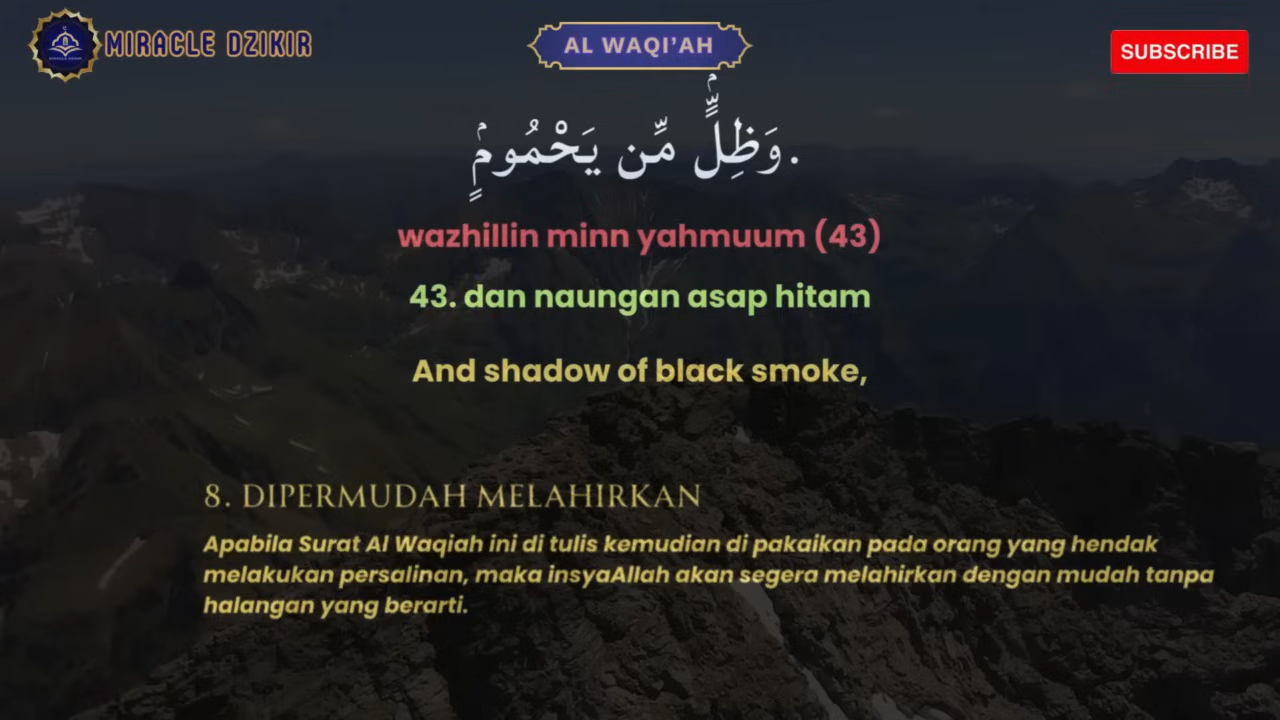 MIRACLE DZIKIR
AL WAQI'AH
SUBSCRIBE
وَظِلٍّۢ مِّن يَحْمُومٍۢ.
wazhillin minn yahmuum (43)
43. dan naungan asap hitam
And shadow of black smoke,
8. DIPERMUDAH MELAHIRKAN
Apabila Surat Al Waqiah ini di tulis kemudian di pakaikan pada orang yang hendak
melakukan persalinan, maka insyaAllah akan segera melahirkan dengan mudah tanpa
halangan yang berarti.